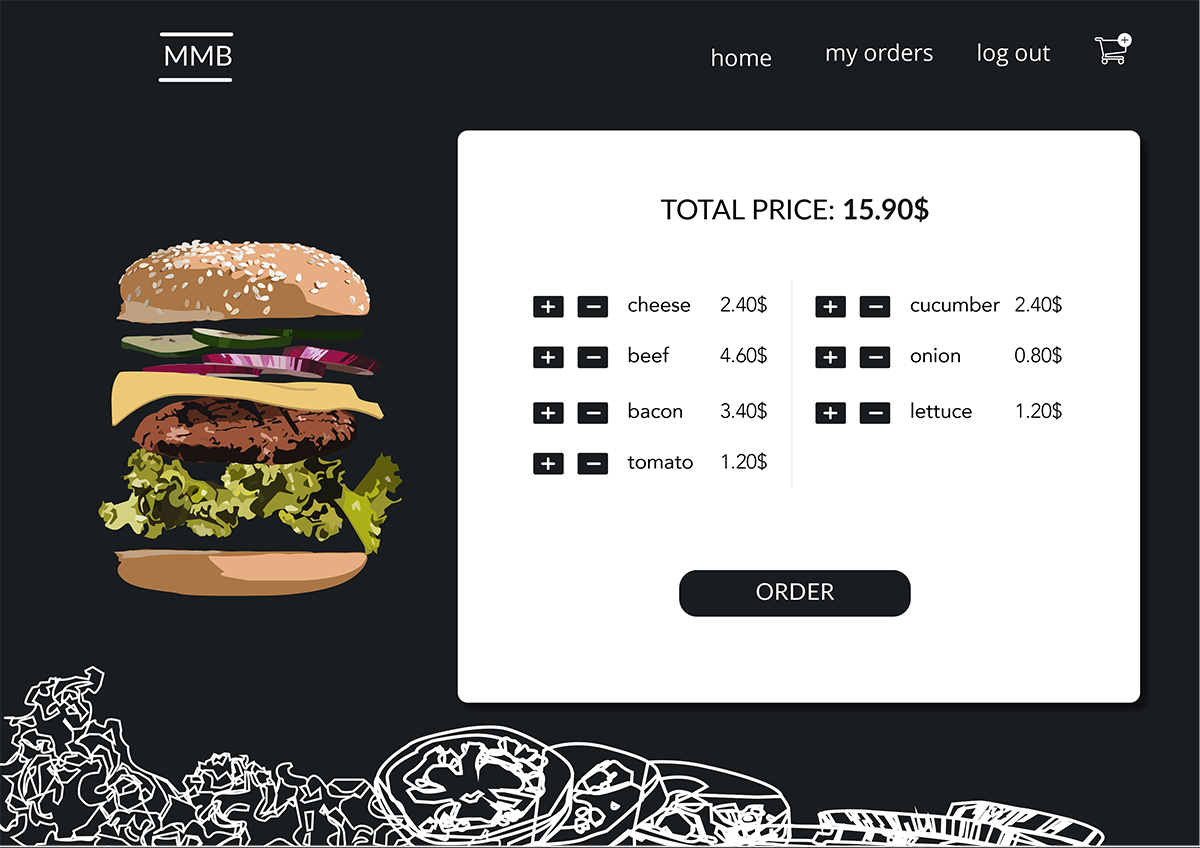 MMB
home
my orders
log out
TOTAL PRICE: 15.90$
cheese 2.40$
beef 4.60$
bacon 3.40$
tomato 1.20$
cucumber 2.40$
onion 0.80$
lettuce 1.20$
ORDER